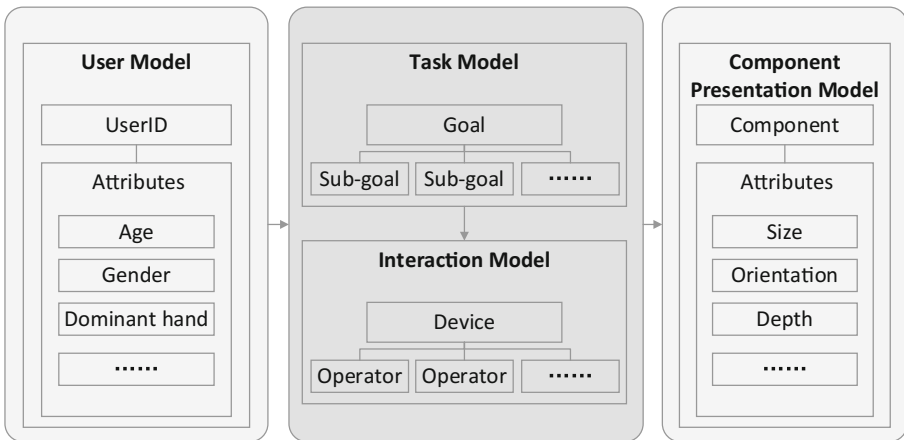 User Model
UserID
Attributes
Age
Gender
Dominant hand
······
Task Model
Goal
Sub-goal
Sub-goal
······
Interaction Model
Device
Operator
Operator
······
Component
Presentation Model
Component
Attributes
Size
Orientation
Depth
······